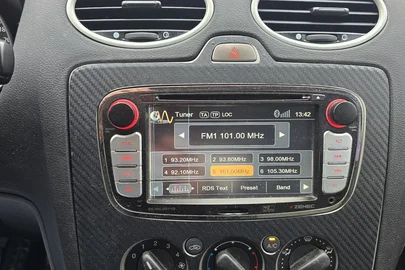 Tuner TA TP LOC 13:42
FM1 101.00 MHz
1 93.20MHz 2 93.60MHz 3 98.00MHz
4 92.10MHz 5 101.00MHz 6 105.30MHz
RDS Text Preset Band
A/C